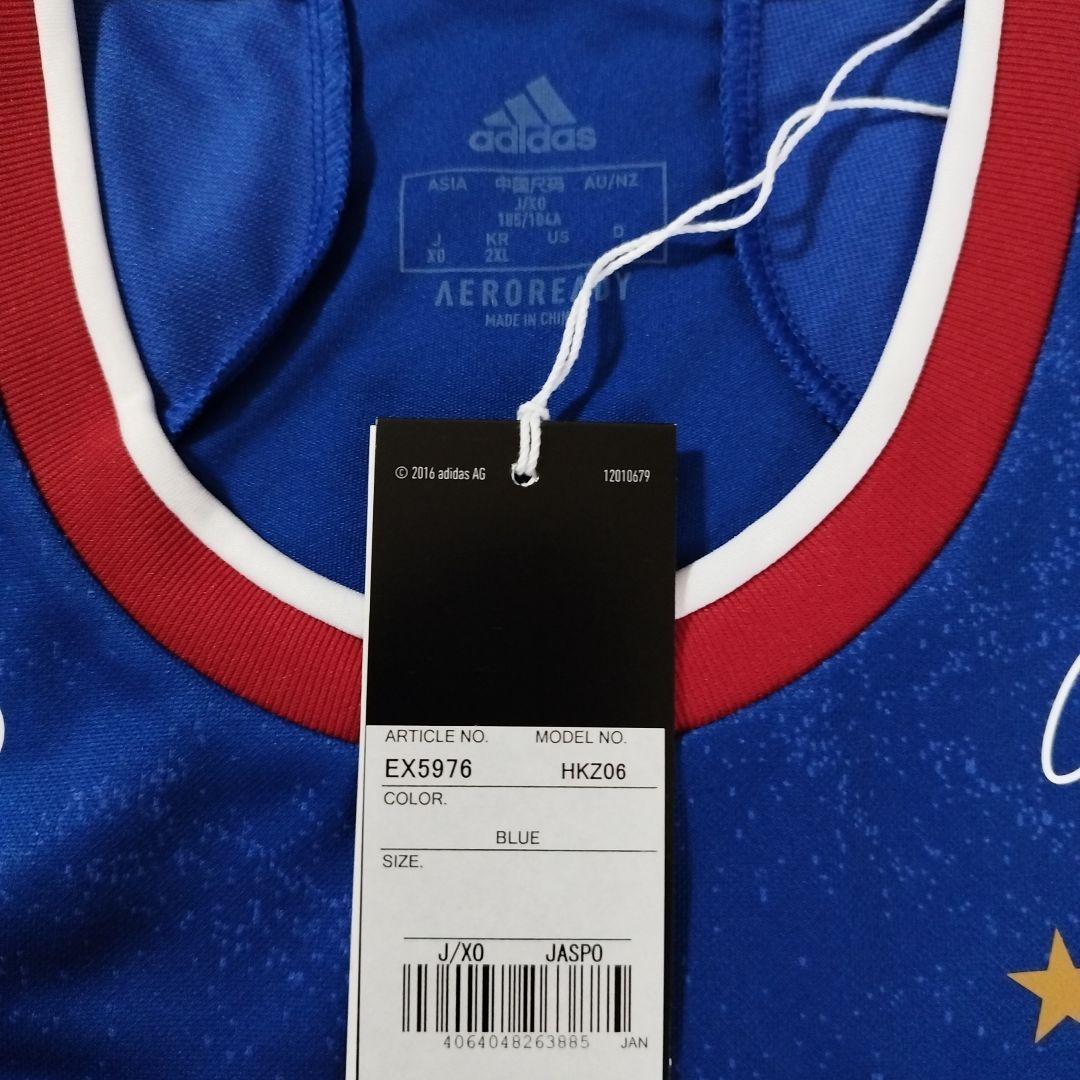 adidas
ASIA 中国尺码 AU/NZ
J/XO
185/104A
J KR US D
XO 2XL
AEROREADY
MADE IN CHIN
© 2016 adidas AG 12010679
ARTICLE NO. MODEL NO.
EX5976 HKZ06
COLOR.
BLUE
SIZE.
J/XO JASPO
4064048263885 JAN